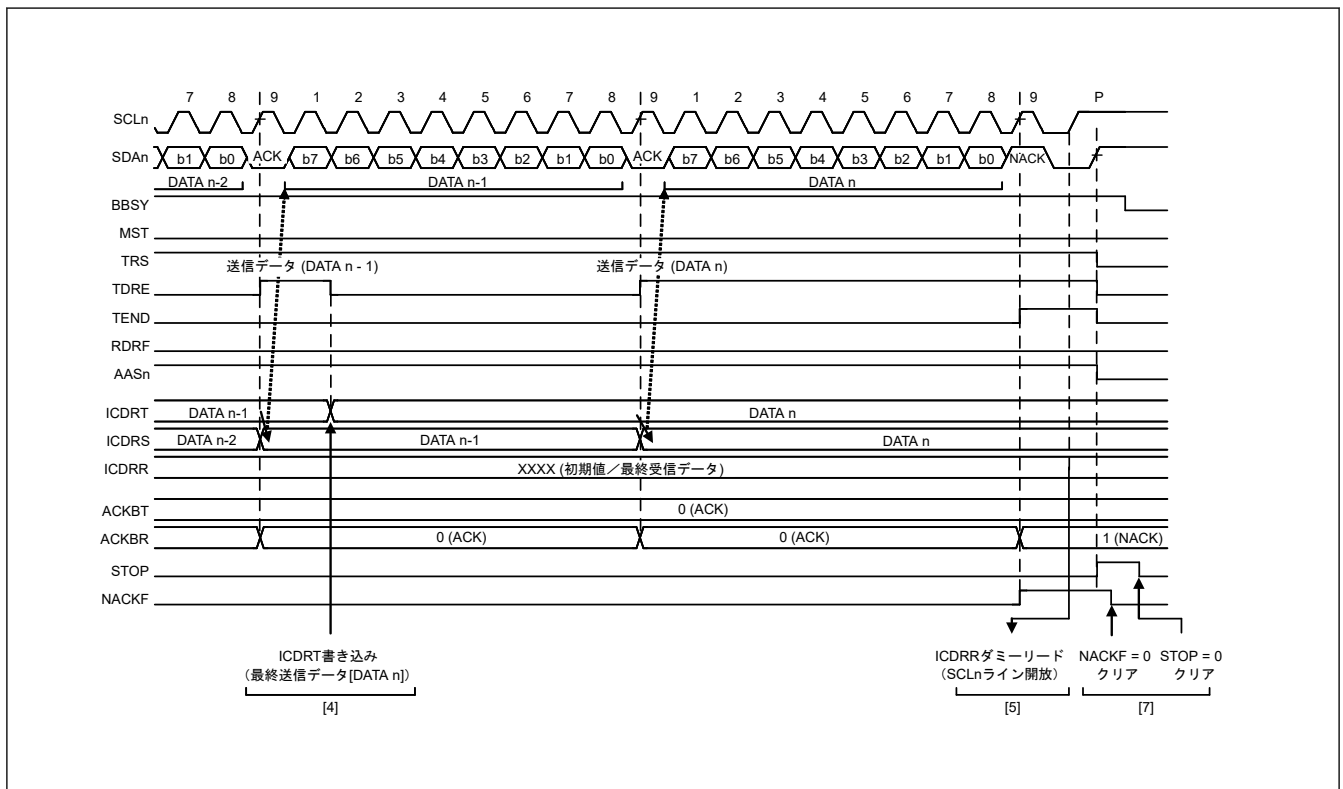 7 8 9 1 2 3 4 5 6 7 8 9 1 2 3 4 5 6 7 8 9 P
SCLn
SDAn b1 b0 ACK b7 b6 b5 b4 b3 b2 b1 b0 ACK b7 b6 b5 b4 b3 b2 b1 b0 NACK
DATA n-2 DATA n-1 DATA n
BBSY
MST
TRS
送信データ (DATA n - 1) 送信データ (DATA n)
TDRE
TEND
RDRF
AASn
ICDRT DATA n-1 DATA n
ICDRS DATA n-2 DATA n-1 DATA n
ICDRR XXXX (初期値／最終受信データ)
ACKBT 0 (ACK)
ACKBR 0 (ACK) 0 (ACK) 1 (NACK)
STOP
NACKF
ICDRT書き込み ICDRRダミーリード NACKF = 0 STOP = 0
（最終送信データ[DATA n]） （SCLnライン開放） クリア クリア
[4] [5] [7]